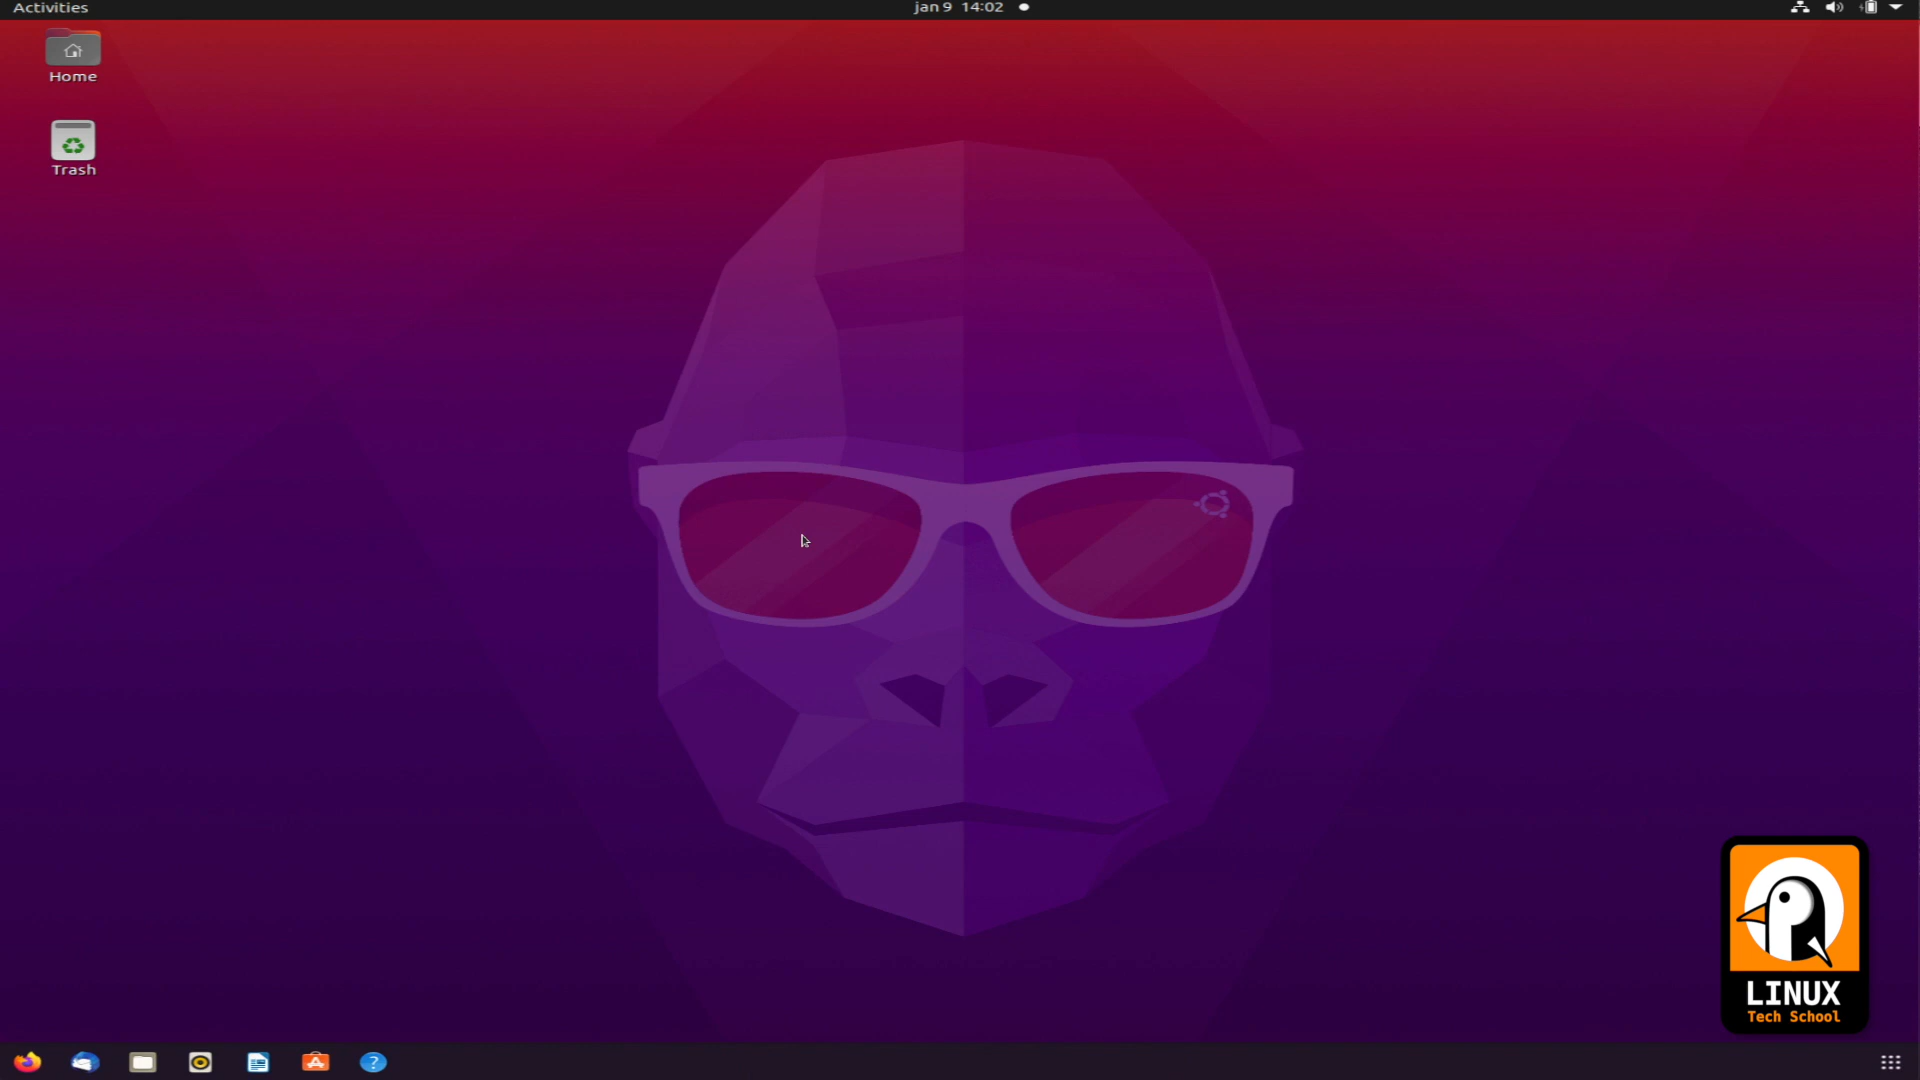 Activities
jan 9 14:02
Home
Trash
?
LINUX
Tech School